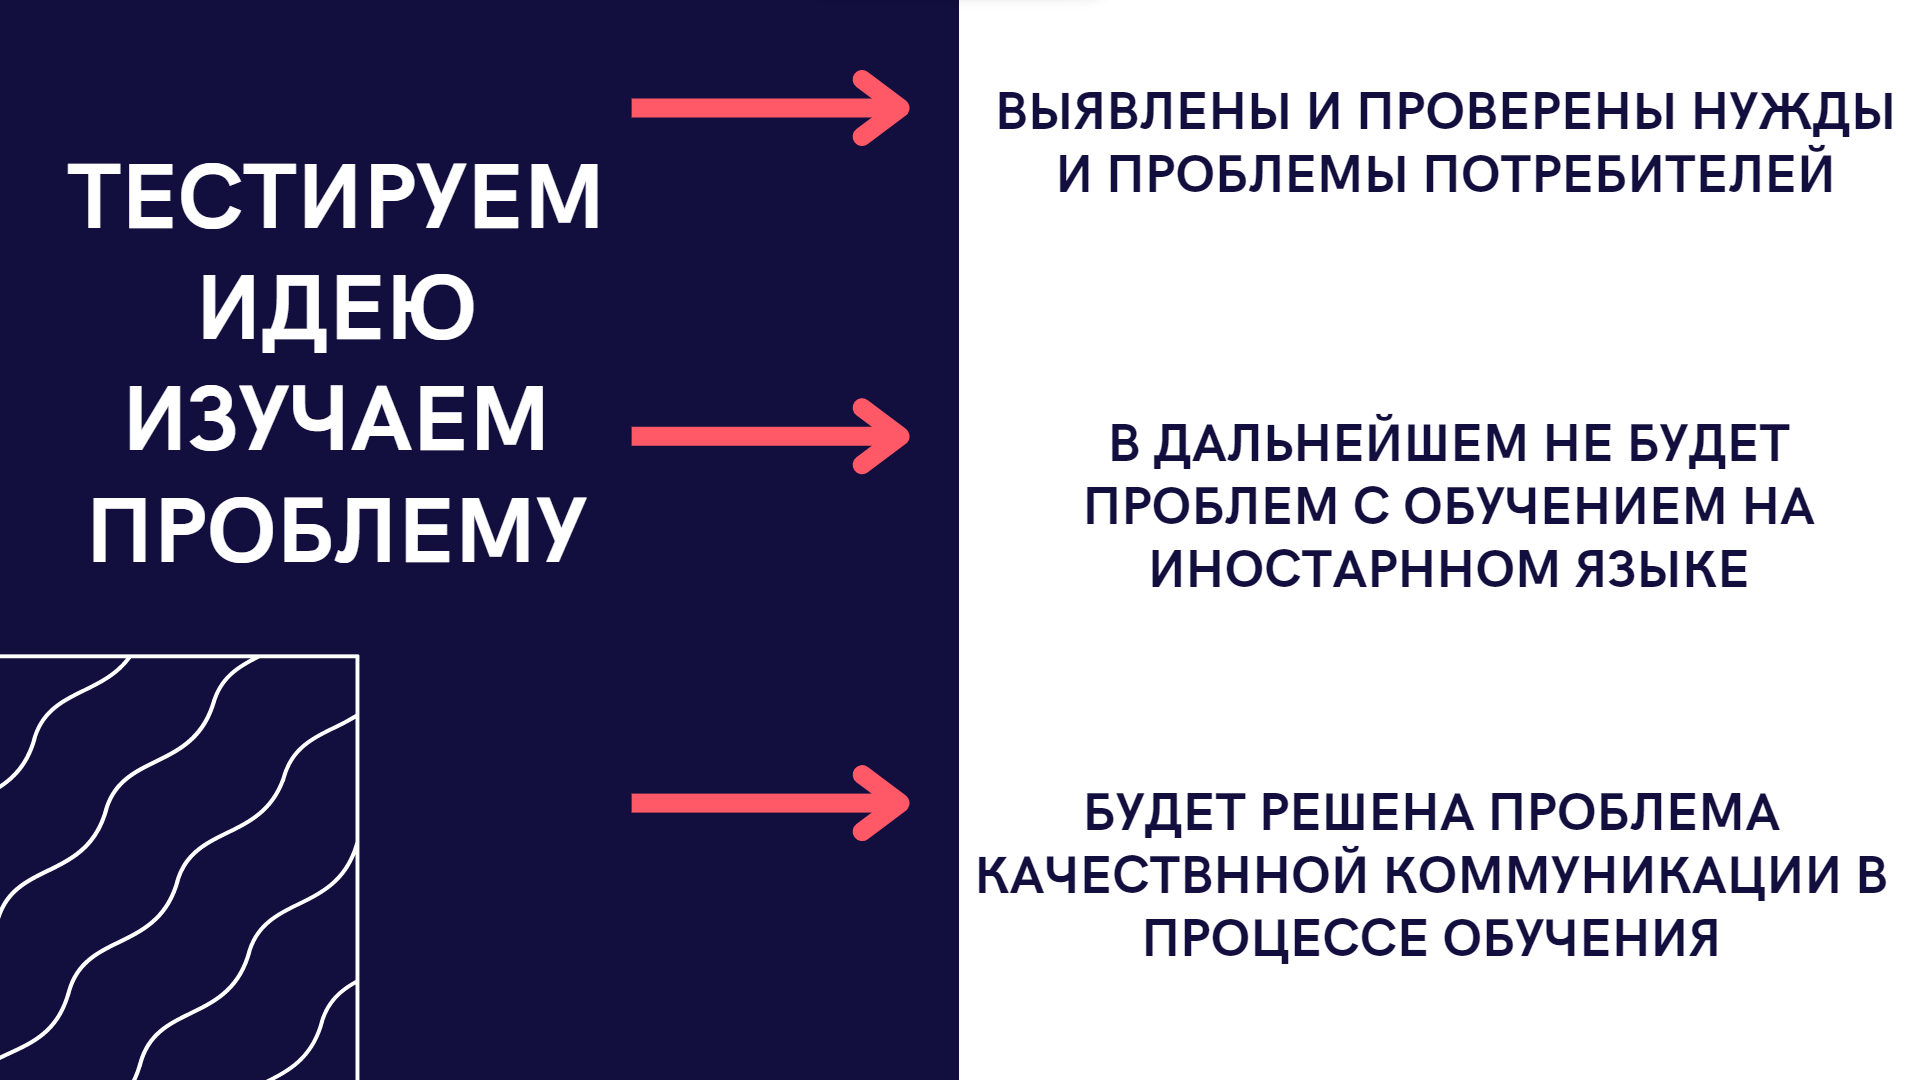 ТЕСТИРУЕМ
ИДЕЮ
ИЗУЧАЕМ
ПРОБЛЕМУ
ВЫЯВЛЕНЫ И ПРОВЕРЕНЫ НУЖДЫ
И ПРОБЛЕМЫ ПОТРЕБИТЕЛЕЙ
В ДАЛЬНЕЙШЕМ НЕ БУДЕТ
ПРОБЛЕМ С ОБУЧЕНИЕМ НА
ИНОСТАРННОМ ЯЗЫКЕ
БУДЕТ РЕШЕНА ПРОБЛЕМА
КАЧЕСТВННОЙ КОММУНИКАЦИИ В
ПРОЦЕССЕ ОБУЧЕНИЯ